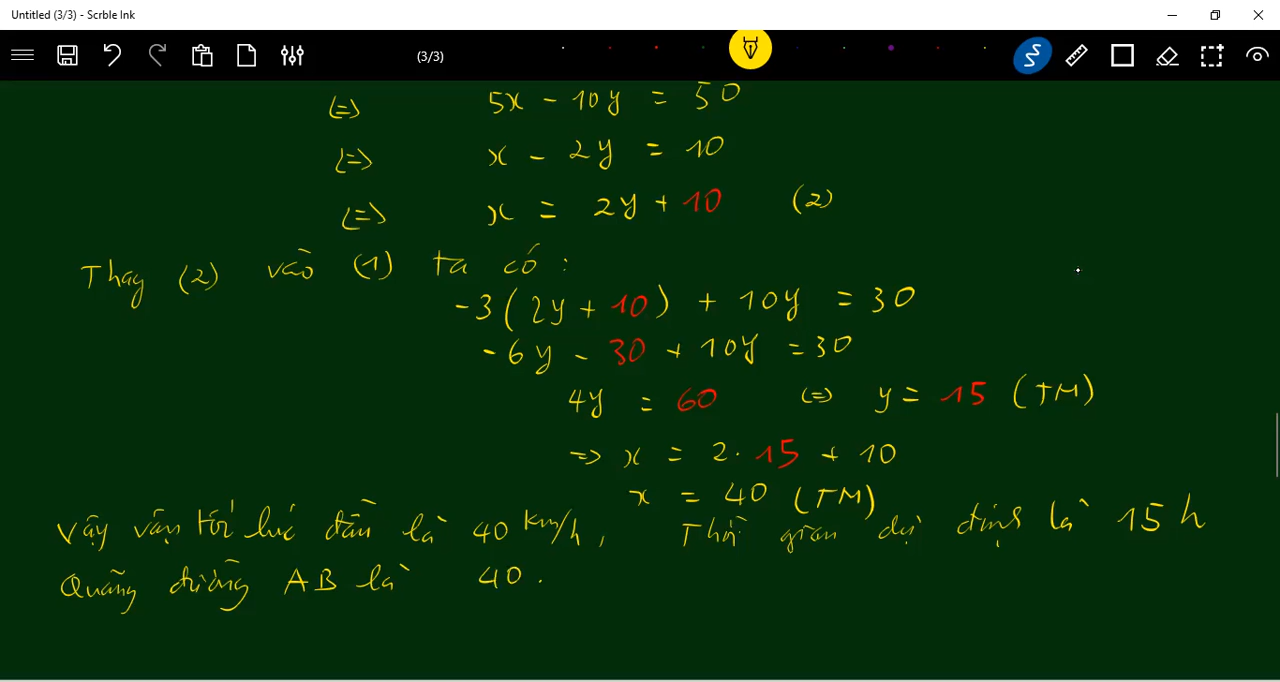 Untitled (3/3) - Scrble Ink
(3/3)
(=) 5x - 10y = 50
(=) x - 2y = 10
(=) x = 2y + 10 (2)
Thay (2) vào (1) ta có :
-3(2y + 10) + 10y = 30
-6y - 30 + 10y = 30
4y = 60 (=) y = 15 (TM)
=> x = 2. 15 + 10
x = 40 (TM)
Vậy vận tốc lúc đầu là 40 km/h, Thời gian dự định là 15h
Quãng đường AB là 40.